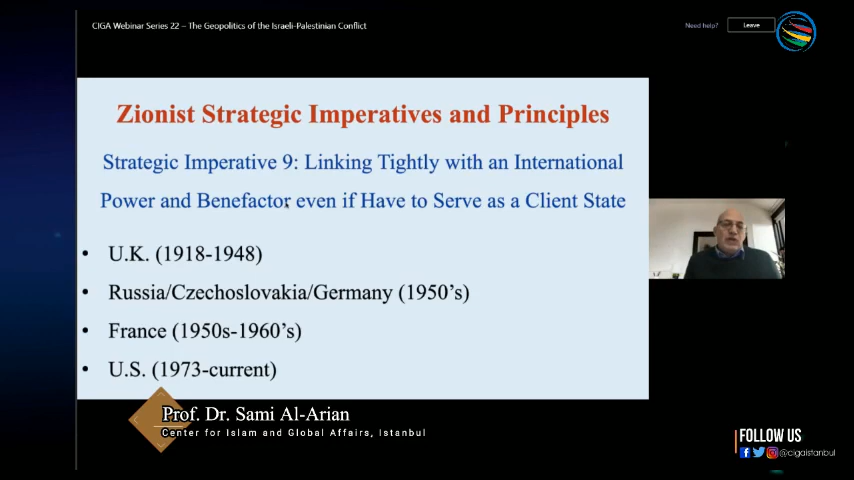 CIGA Webinar Series 22 – The Geopolitics of the Israeli-Palestinian Conflict
Need help?
Leave
Zionist Strategic Imperatives and Principles
Strategic Imperative 9: Linking Tightly with an International
Power and Benefactor even if Have to Serve as a Client State
• U.K. (1918-1948)
• Russia/Czechoslovakia/Germany (1950's)
• France (1950s-1960's)
• U.S. (1973-current)
Prof. Dr. Sami Al-Arian
Center for Islam and Global Affairs, Istanbul
FOLLOW US
@cigaistanbul